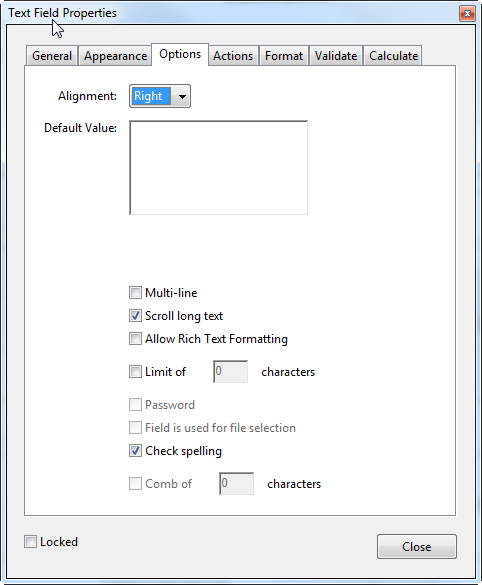 Text Field Properties
General Appearance Options Actions Format Validate Calculate
Alignment: Right
Default Value:
Multi-line
Scroll long text
Allow Rich Text Formatting
Limit of 0 characters
Password
Field is used for file selection
Check spelling
Comb of 0 characters
Locked
Close